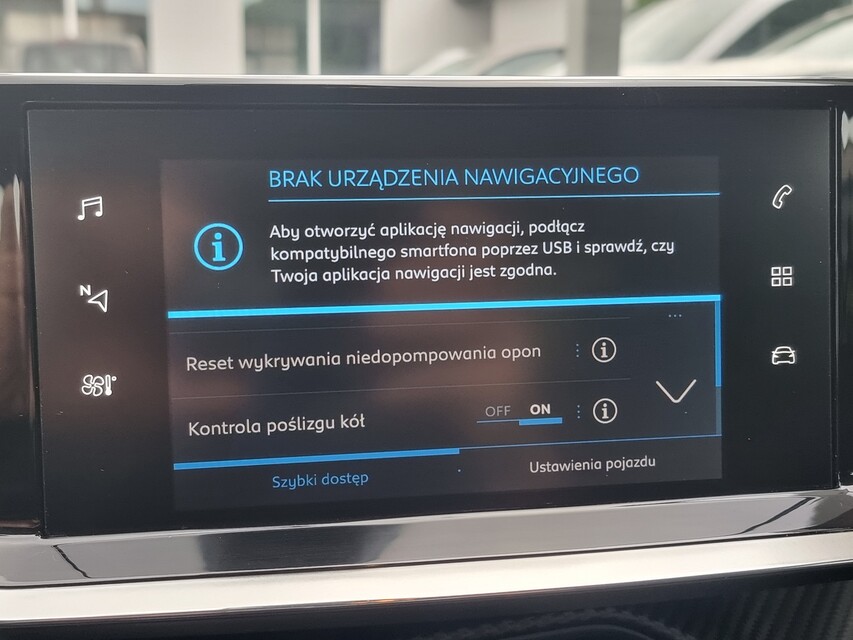 BRAK URZĄDZENIA NAWIGACYJNEGO
Aby otworzyć aplikację nawigacji, podłącz
kompatybilnego smartfona poprzez USB i sprawdź, czy
Twoja aplikacja nawigacji jest zgodna.
N
Reset wykrywania niedopompowania opon
Kontrola poślizgu kół OFF ON
Szybki dostęp Ustawienia pojazdu